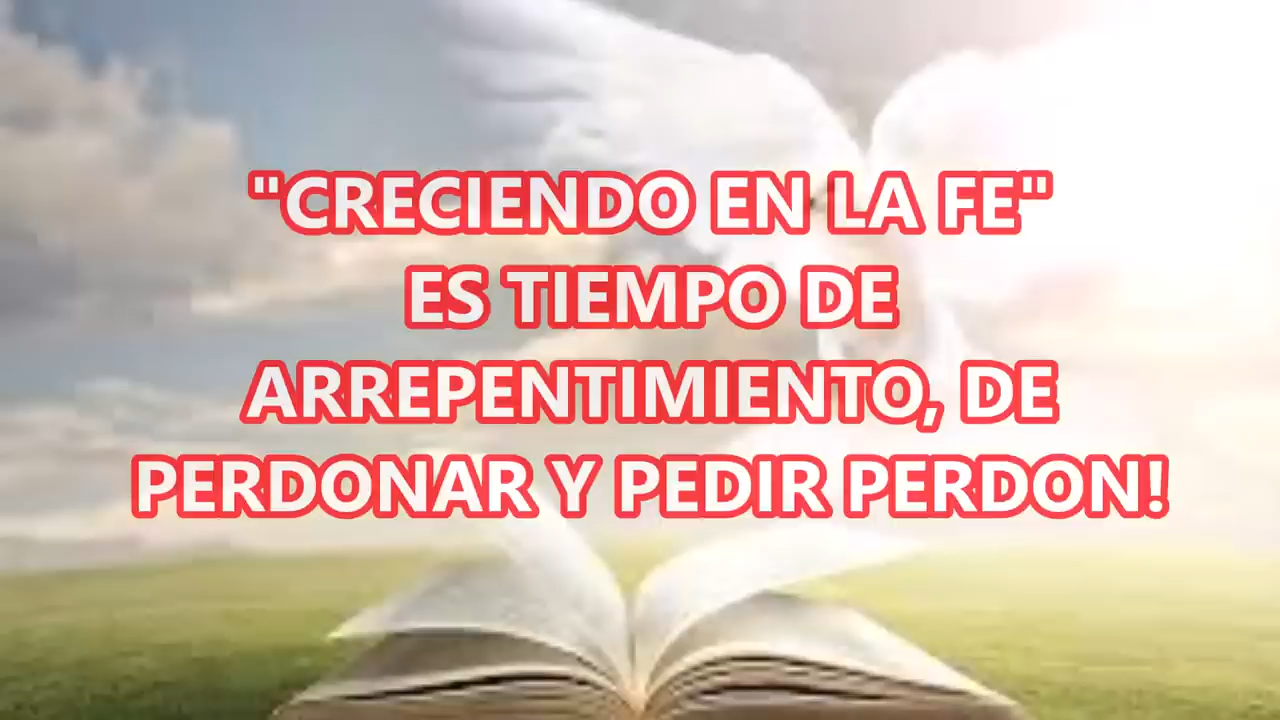 "CRECIENDO EN LA FE"
ES TIEMPO DE
ARREPENTIMIENTO, DE
PERDONAR Y PEDIR PERDON!